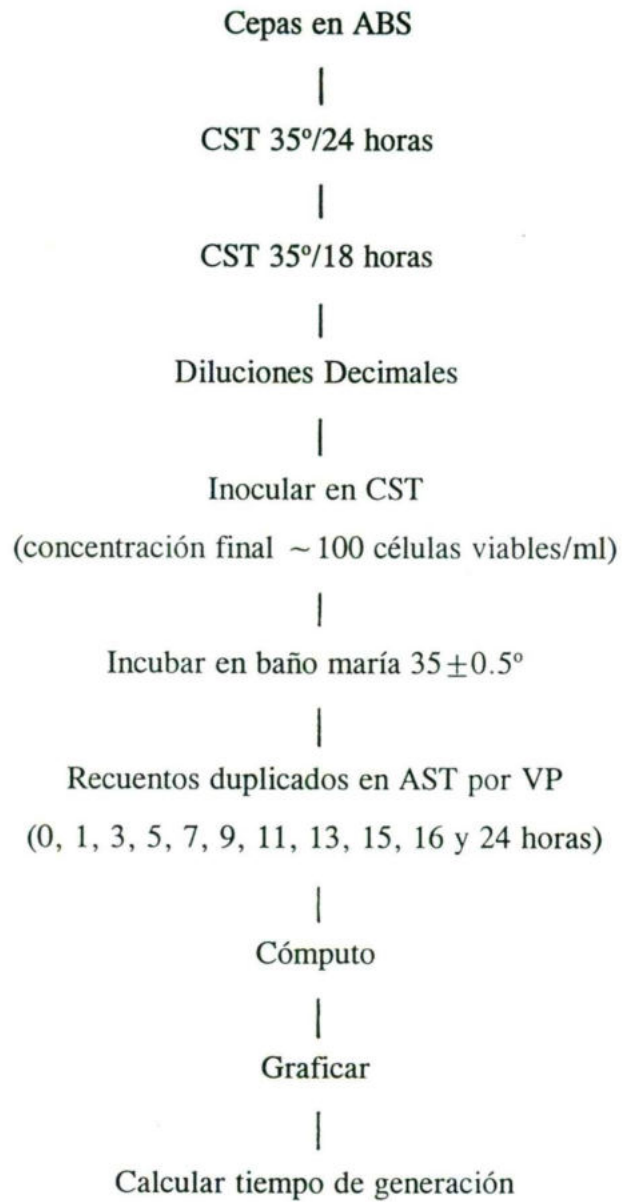 Cepas en ABS
CST 35º/24 horas
CST 35º/18 horas
Diluciones Decimales
Inocular en CST
(concentración final ~100 células viables/ml)
Incubar en baño maría 35±0.5º
Recuentos duplicados en AST por VP
(0, 1, 3, 5, 7, 9, 11, 13, 15, 16 y 24 horas)
Cómputo
Graficar
Calcular tiempo de generación